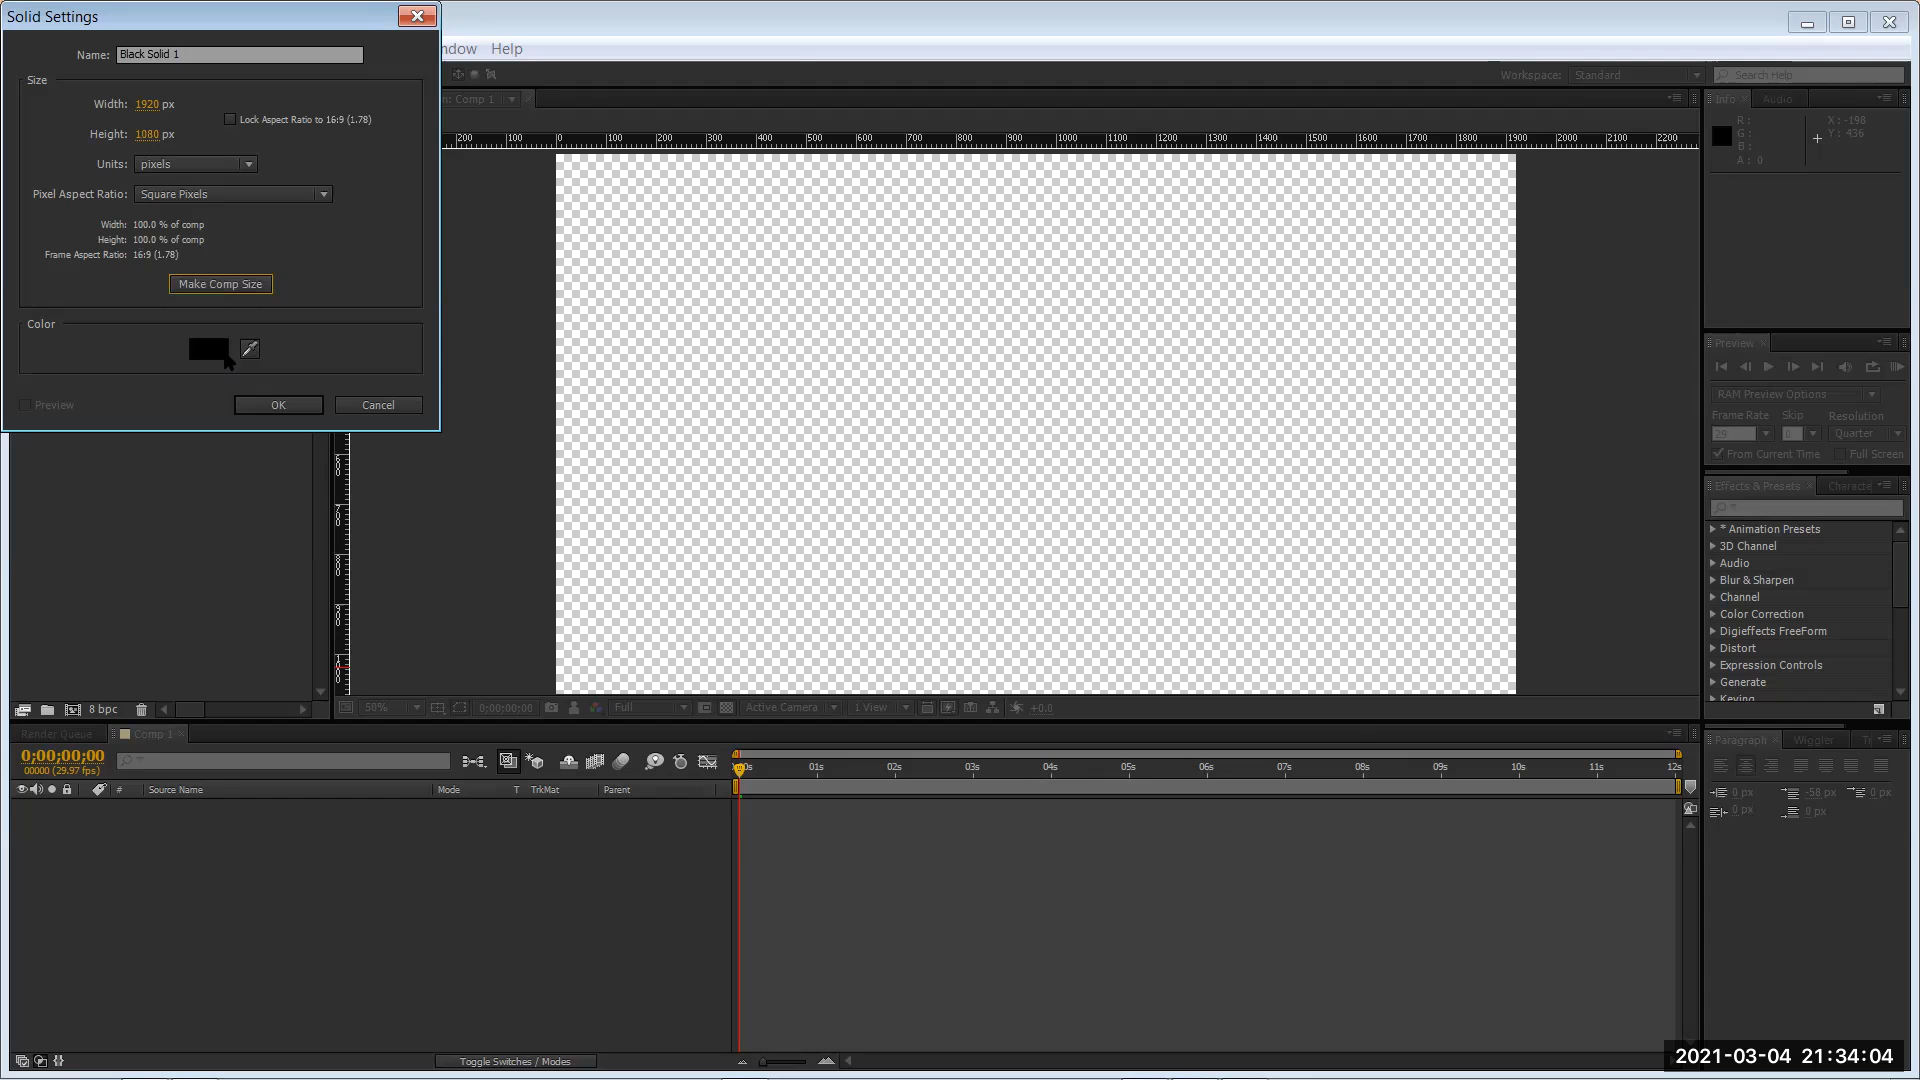 Solid Settings
Name: Black Solid 1
Size
Width: 1920 px
Lock Aspect Ratio to 16:9 (1.78)
Height: 1080 px
Units: pixels
Pixel Aspect Ratio: Square Pixels
Width: 100.0 % of comp
Height: 100.0 % of comp
Frame Aspect Ratio: 16:9 (1.78)
Make Comp Size
Color
Preview
OK
Cancel
ndow Help
Workspace: Standard
Search Help
n: Comp 1
200 100 0 100 200 300 400 500 600 700 800 900 1000 1100 1200 1300 1400 1500 1600 1700 1800 1900 2000 2100 2200
600
700
800
900
1000
Info
Audio
R:
G:
B:
A: 0
X: -198
Y: 436
Preview
RAM Preview Options
Frame Rate Skip Resolution
29 0 Quarter
From Current Time Full Screen
Effects & Presets
Characte
* Animation Presets
3D Channel
Audio
Blur & Sharpen
Channel
Color Correction
Digieffects FreeForm
Distort
Expression Controls
Generate
Keying
8 bpc
50% 0;00;00;00 Full Active Camera 1 View +0.0
Render Queue
Comp 1
0;00;00;00
00000 (29.97 fps)
# Source Name Mode T TrkMat Parent
01s 02s 03s 04s 05s 06s 07s 08s 09s 10s 11s 12s
Paragraph
Wiggler
0 px -58 px 0 px
0 px 0 px
Toggle Switches / Modes
2021-03-04 21:34:04